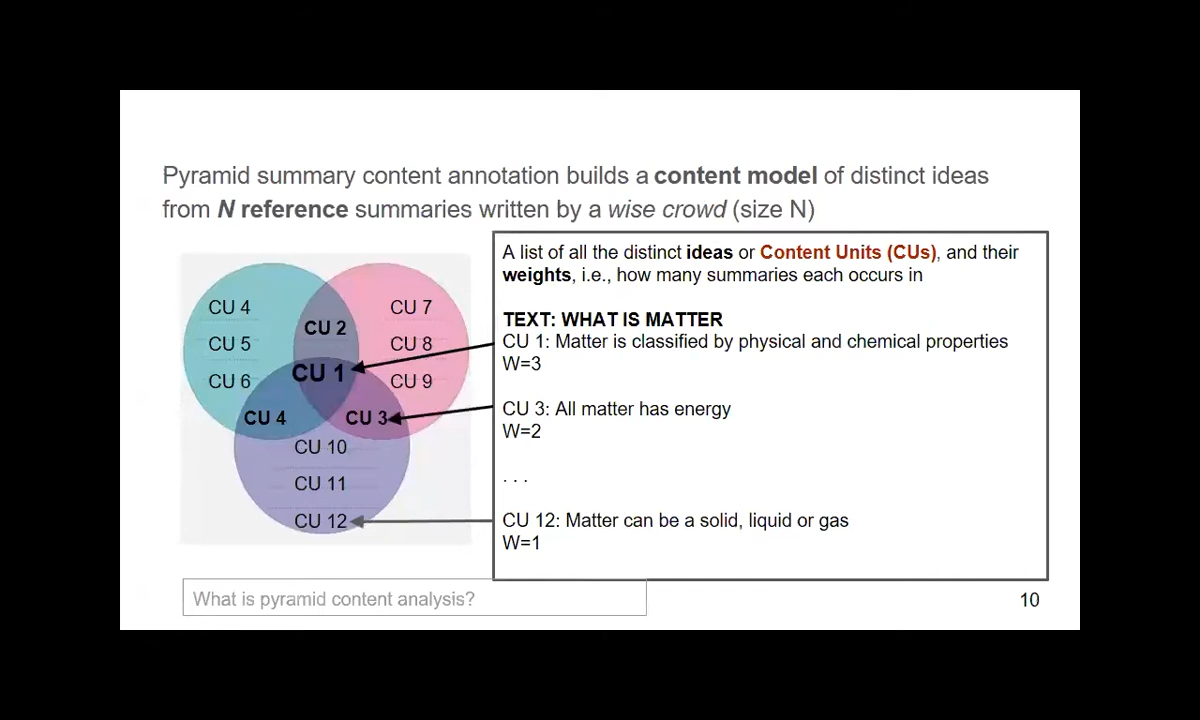 Pyramid summary content annotation builds a content model of distinct ideas
from N reference summaries written by a wise crowd (size N)
CU 4
CU 5
CU 6
CU 2
CU 1
CU 4
CU 3
CU 7
CU 8
CU 9
CU 10
CU 11
CU 12
A list of all the distinct ideas or Content Units (CUs), and their
weights, i.e., how many summaries each occurs in
TEXT: WHAT IS MATTER
CU 1: Matter is classified by physical and chemical properties
W=3
CU 3: All matter has energy
W=2
. . .
CU 12: Matter can be a solid, liquid or gas
W=1
What is pyramid content analysis?
10